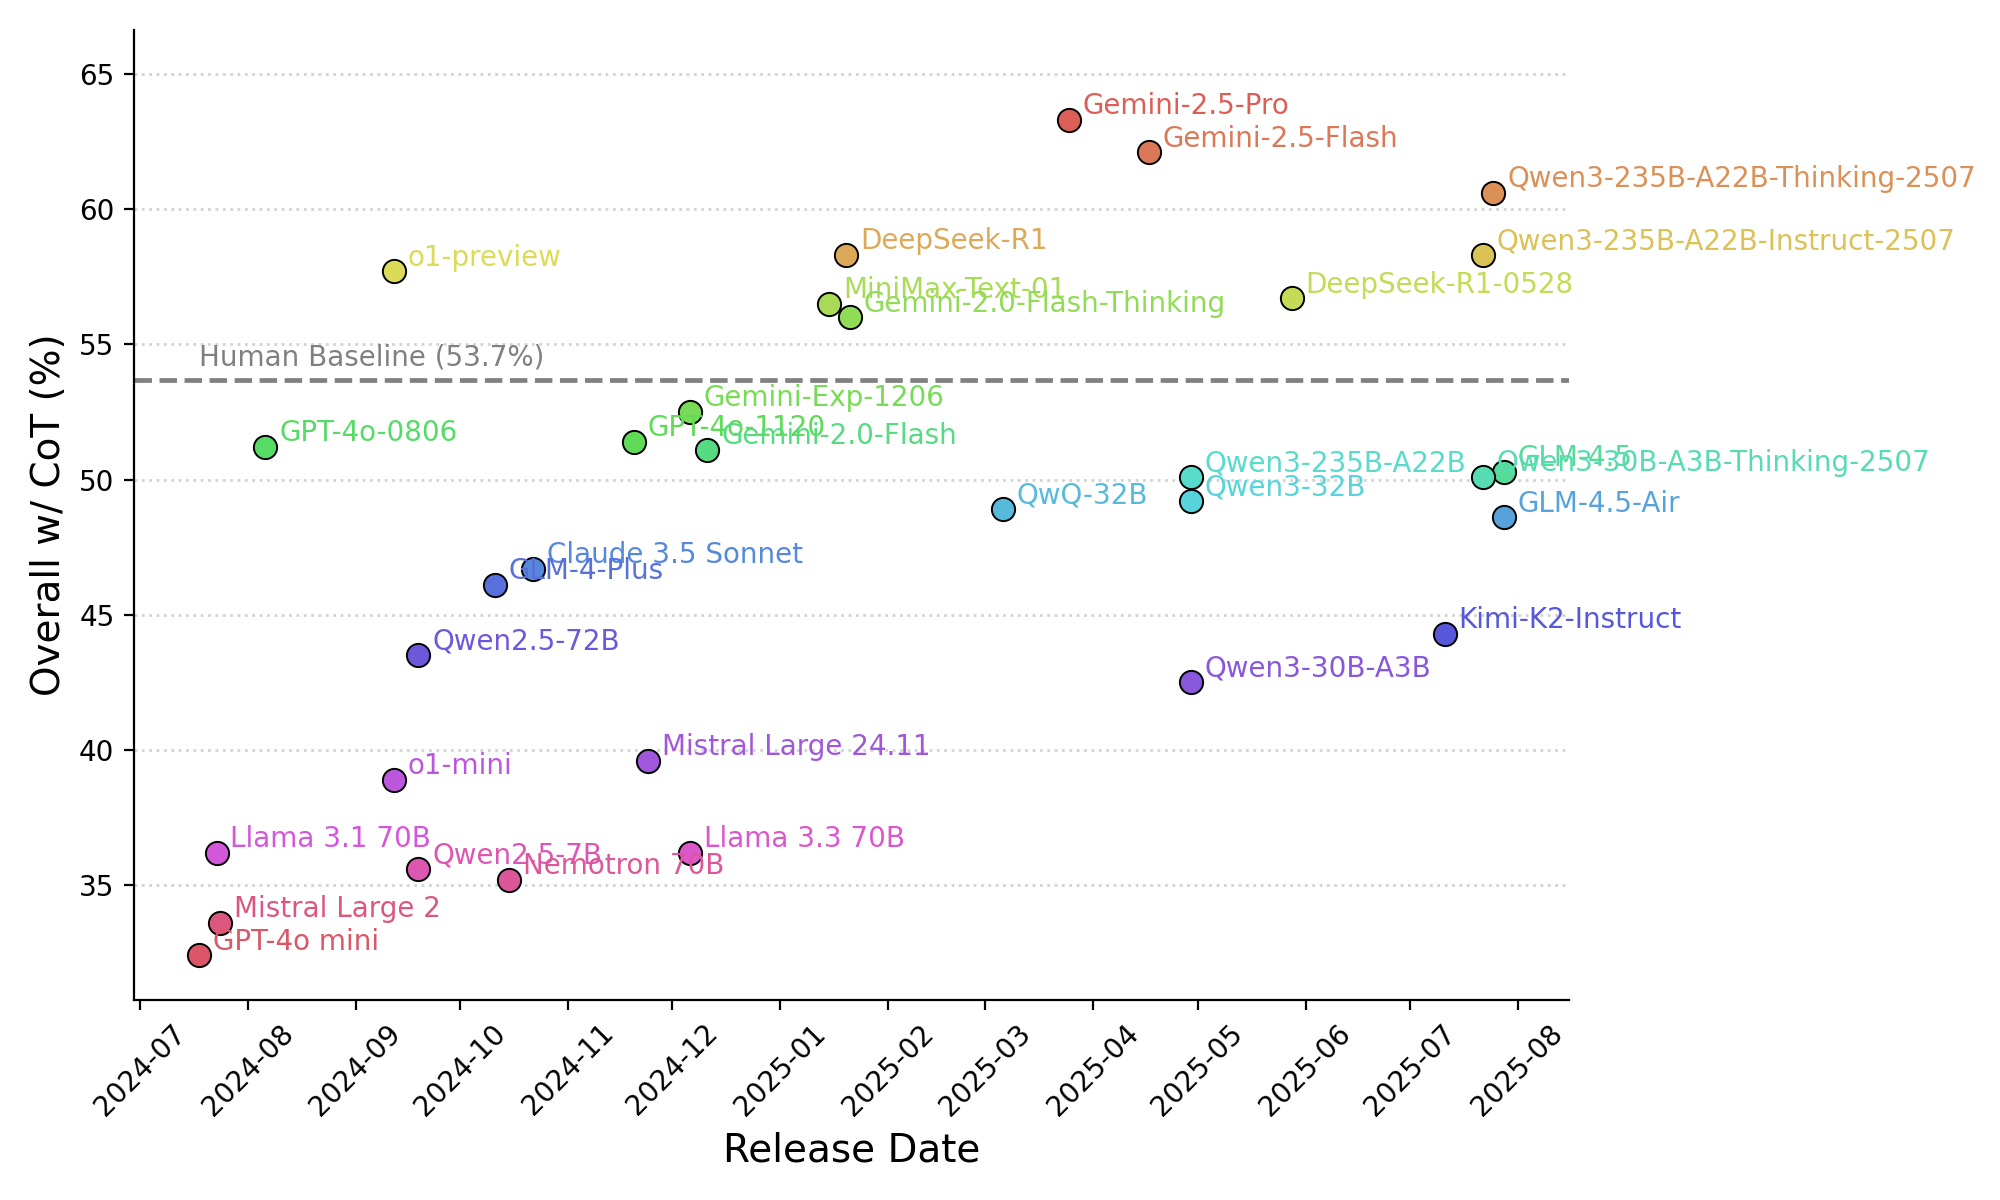 65
Gemini-2.5-Pro
Gemini-2.5-Flash
Qwen3-235B-A22B-Thinking-2507
60
DeepSeek-R1
Qwen3-235B-A22B-Instruct-2507
o1-preview
DeepSeek-R1-0528
MiniMax-Text-01
Gemini-2.0-Flash-Thinking
55
Human Baseline (53.7%)
Gemini-Exp-1206
GPT-4o-0806
GPT-4o-1120
Gemini-2.0-Flash
GLM-4.5
Qwen3-235B-A22B
Qwen3-30B-A3B-Thinking-2507
50
Qwen3-32B
QwQ-32B
GLM-4.5-Air
Claude 3.5 Sonnet
GLM-4-Plus
45
Kimi-K2-Instruct
Qwen2.5-72B
Qwen3-30B-A3B
40
Mistral Large 24.11
o1-mini
Llama 3.1 70B
Llama 3.3 70B
Qwen2.5-7B
Nemotron 70B
35
Mistral Large 2
GPT-4o mini
Overall w/ CoT (%)
2024-07
2024-08
2024-09
2024-10
2024-11
2024-12
2025-01
2025-02
2025-03
2025-04
2025-05
2025-06
2025-07
2025-08
Release Date